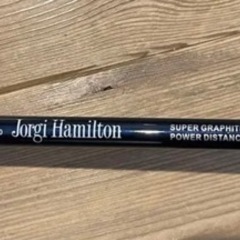 Jorgi Hamilton
SUPER GRAPHIT
POWER DISTANC